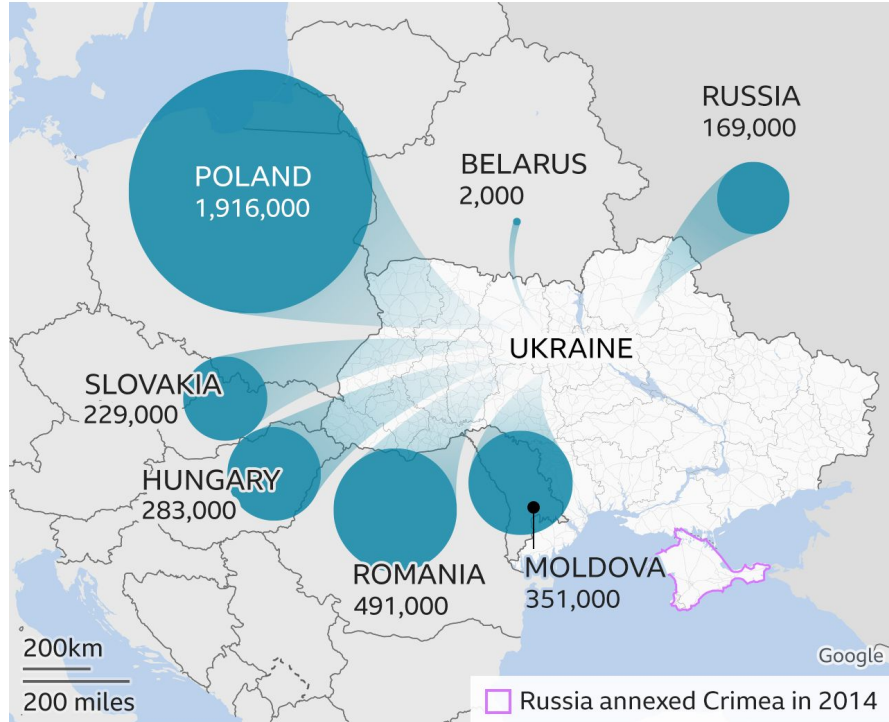 RUSSIA
169,000
BELARUS
2,000
POLAND
1,916,000
UKRAINE
SLOVAKIA
229,000
HUNGARY
283,000
ROMANIA
491,000
MOLDOVA
351,000
200km
200 miles
Google
Russia annexed Crimea in 2014